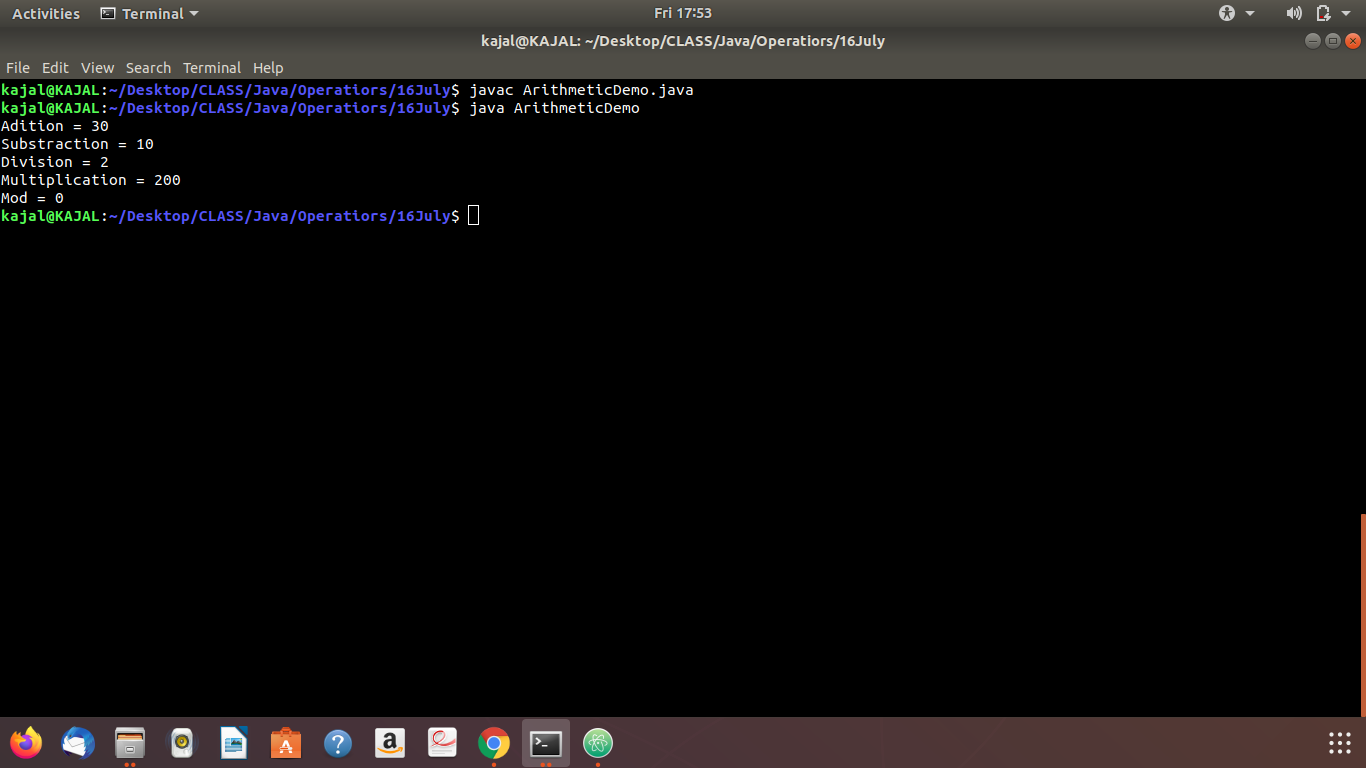 Activities Terminal Fri 17:53
kajal@KAJAL: ~/Desktop/CLASS/Java/Operatiors/16July
File Edit View Search Terminal Help
kajal@KAJAL:~/Desktop/CLASS/Java/Operatiors/16July$ javac ArithmeticDemo.java
kajal@KAJAL:~/Desktop/CLASS/Java/Operatiors/16July$ java ArithmeticDemo
Adition = 30
Substraction = 10
Division = 2
Multiplication = 200
Mod = 0
kajal@KAJAL:~/Desktop/CLASS/Java/Operatiors/16July$